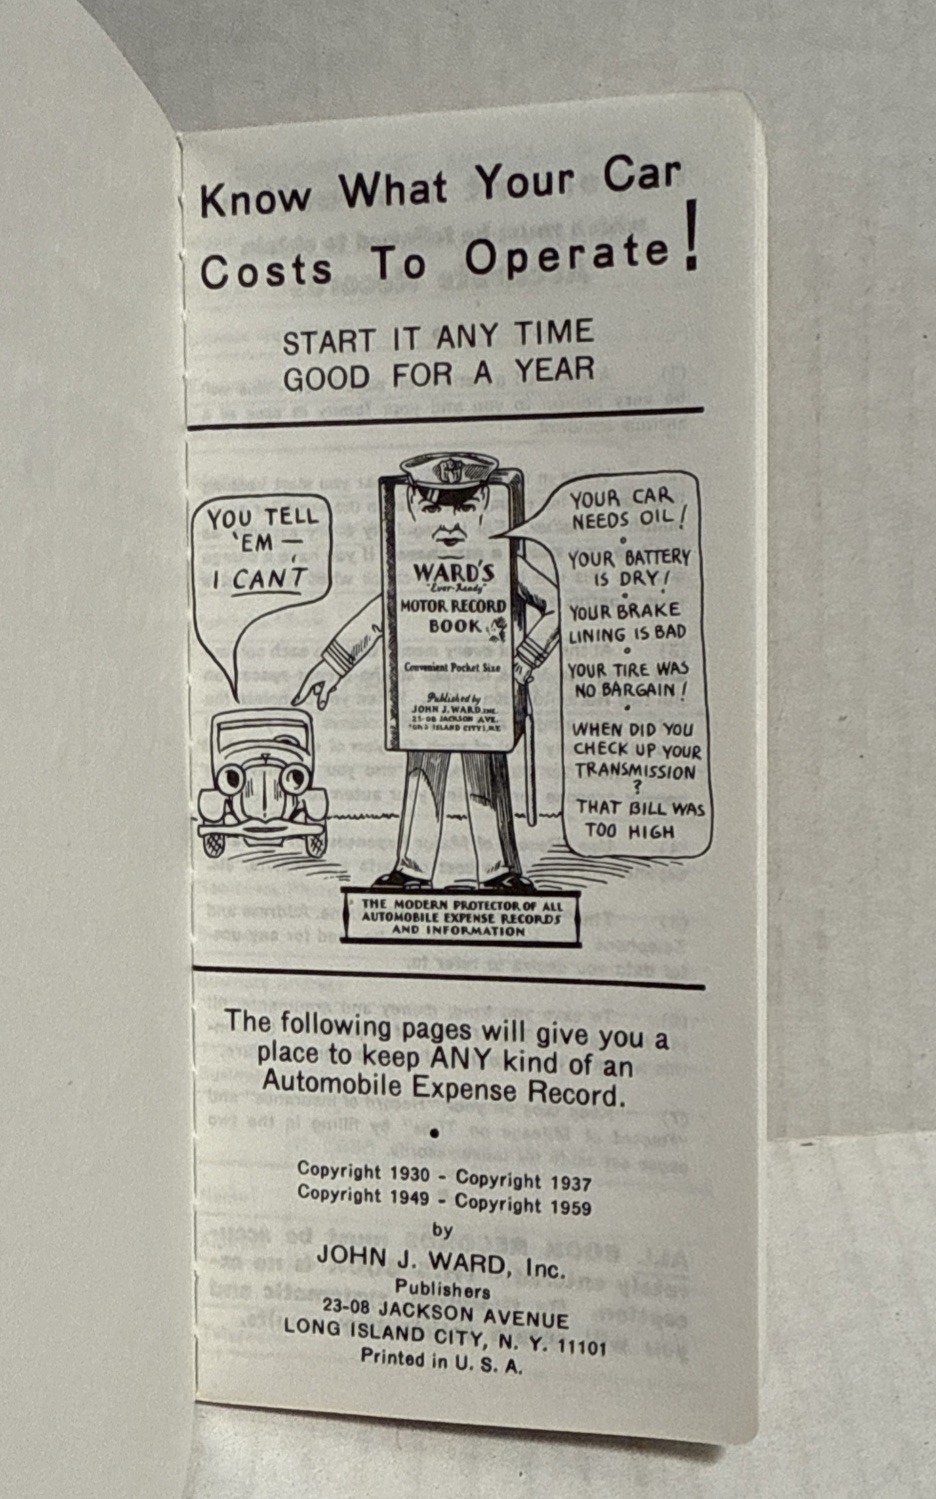 Know What Your Car
Costs To Operate!
START IT ANY TIME
GOOD FOR A YEAR
YOU TELL
'EM —
I CAN'T
WARD'S
"Ever-Ready"
MOTOR RECORD
BOOK
Convenient Pocket Size
Published by
JOHN J. WARD, INC.
23-08 JACKSON AVE.
LONG ISLAND CITY 1, N.Y.
YOUR CAR
NEEDS OIL!
YOUR BATTERY
IS DRY!
YOUR BRAKE
LINING IS BAD
YOUR TIRE WAS
NO BARGAIN!
WHEN DID YOU
CHECK UP YOUR
TRANSMISSION
?
THAT BILL WAS
TOO HIGH
THE MODERN PROTECTOR OF ALL
AUTOMOBILE EXPENSE RECORDS
AND INFORMATION
The following pages will give you a
place to keep ANY kind of an
Automobile Expense Record.
Copyright 1930 - Copyright 1937
Copyright 1949 - Copyright 1959
by
JOHN J. WARD, Inc.
Publishers
23-08 JACKSON AVENUE
LONG ISLAND CITY, N. Y. 11101
Printed in U. S. A.